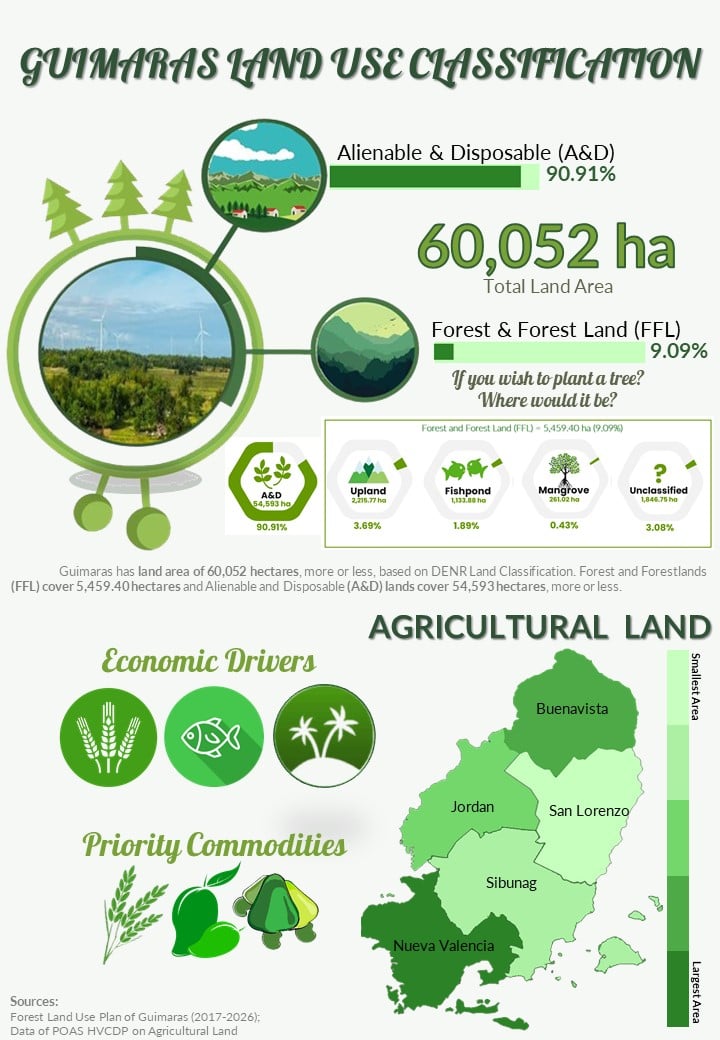 GUIMARAS LAND USE CLASSIFICATION
Alienable & Disposable (A&D)
90.91%
60,052 ha
Total Land Area
Forest & Forest Land (FFL)
9.09%
If you wish to plant a tree?
Where would it be?
Forest and Forest Land (FFL) = 5,459.40 ha (9.09%)
A&D
54,593 ha
90.91%
Upland
2,215.77 ha
3.69%
Fishpond
1,133.88 ha
1.89%
Mangrove
261.02 ha
0.43%
?
Unclassified
1,846.75 ha
3.08%
Guimaras has land area of 60,052 hectares, more or less, based on DENR Land Classification. Forest and Forestlands
(FFL) cover 5,459.40 hectares and Alienable and Disposable (A&D) lands cover 54,593 hectares, more or less.
AGRICULTURAL LAND
Economic Drivers
Smallest Area
Buenavista
Jordan
San Lorenzo
Priority Commodities
Sibunag
Nueva Valencia
Largest Area
Sources:
Forest Land Use Plan of Guimaras (2017-2026);
Data of POAS HVCDP on Agricultural Land